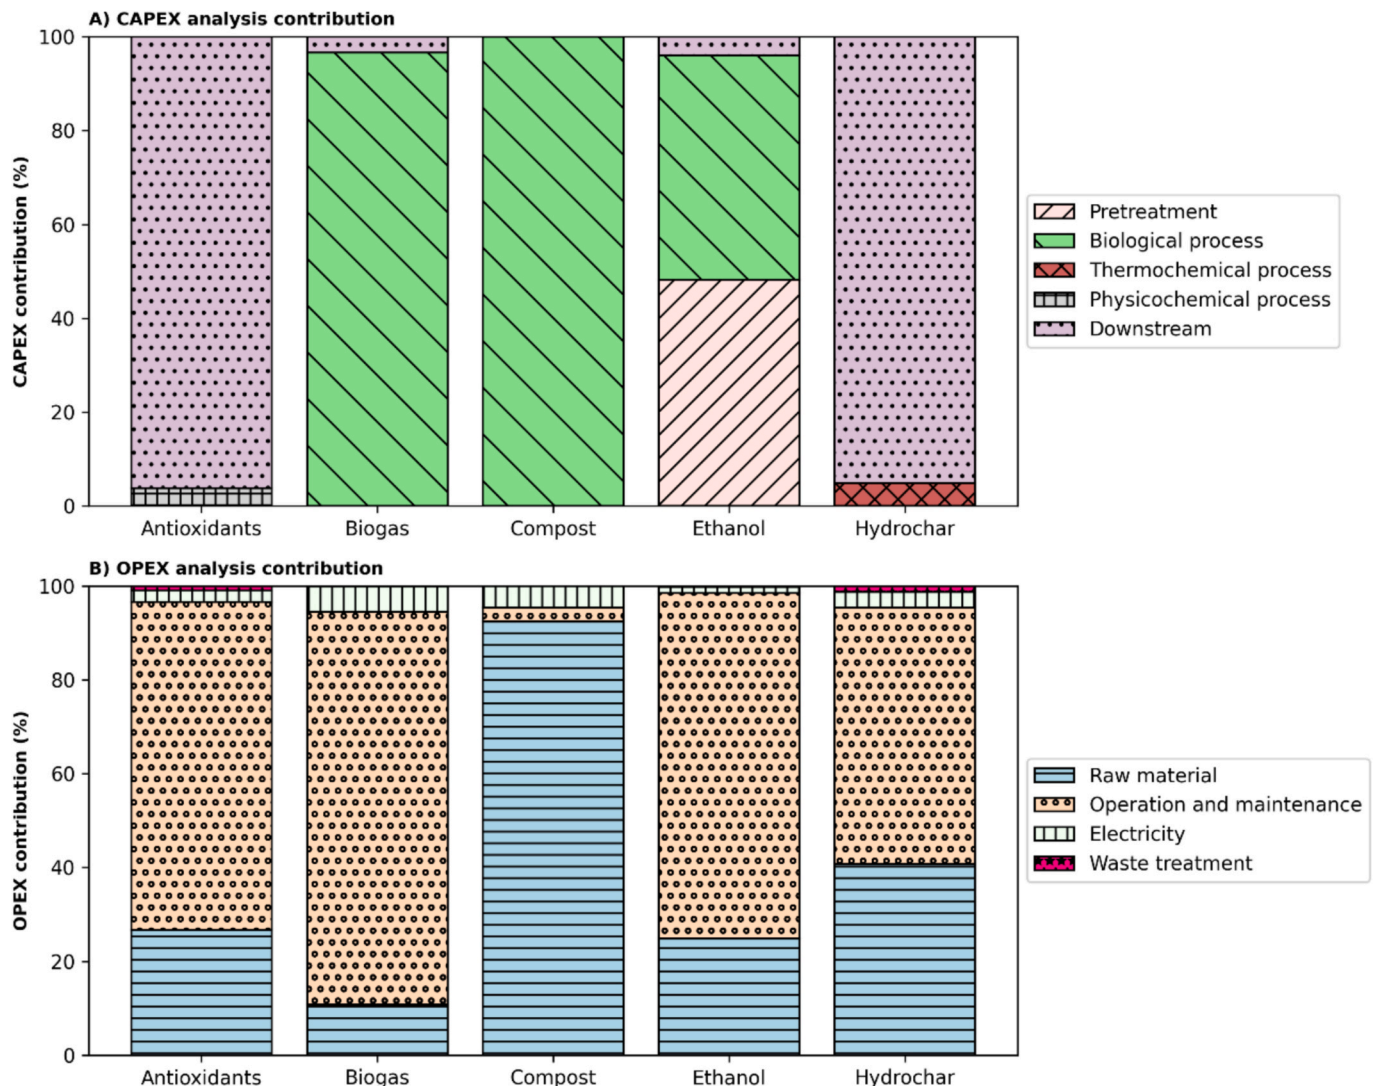 A) CAPEX analysis contribution
100
80
60
40
20
0
CAPEX contribution (%)
Antioxidants Biogas Compost Ethanol Hydrochar
Pretreatment
Biological process
Thermochemical process
Physicochemical process
Downstream
B) OPEX analysis contribution
100
80
60
40
20
0
OPEX contribution (%)
Antioxidants Biogas Compost Ethanol Hydrochar
Raw material
Operation and maintenance
Electricity
Waste treatment